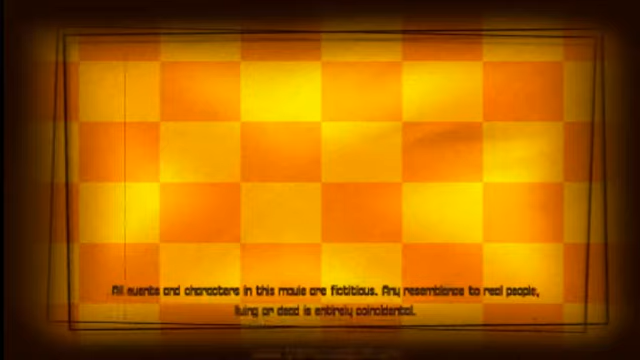 All events and characters in this movie are fictitious. Any resemblance to real people,
living or dead is entirely coincidental.